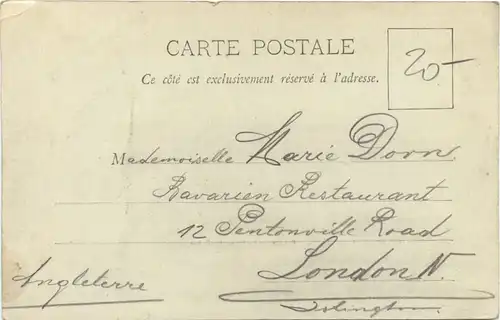 CARTE POSTALE
Ce côté est exclusivement réservé à l'adresse.
20-
Mademoiselle Marie Dorn
Bavarien Restaurant
12 Pentonville Road
London N.
Angleterre
Islington